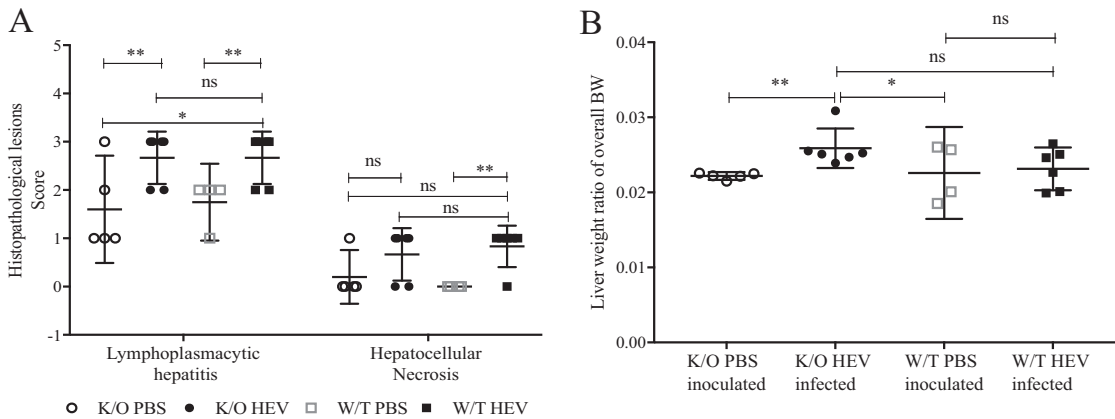 A
Histopathological lesions
Score
5
4
3
2
1
0
-1
**
**
ns
*
ns
**
ns
ns
Lymphoplasmacytic
hepatitis
Hepatocellular
Necrosis
K/O PBS
K/O HEV
W/T PBS
W/T HEV
B
Liver weight ratio of overall BW
0.04
0.03
0.02
0.01
0.00
ns
ns
**
*
K/O PBS
inoculated
K/O HEV
infected
W/T PBS
inoculated
W/T HEV
infected